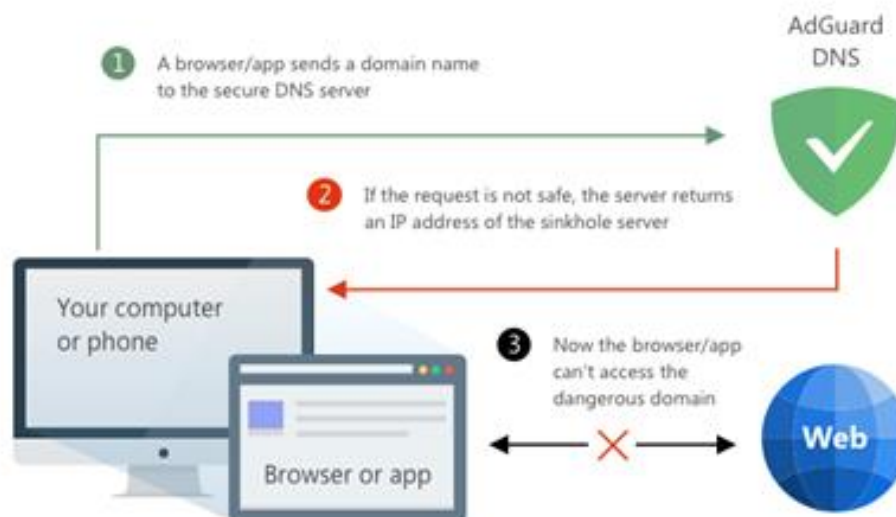 AdGuard
DNS
1 A browser/app sends a domain name
to the secure DNS server
2 If the request is not safe, the server returns
an IP address of the sinkhole server
Your computer
or phone
3 Now the browser/app
can't access the
dangerous domain
Web
Browser or app